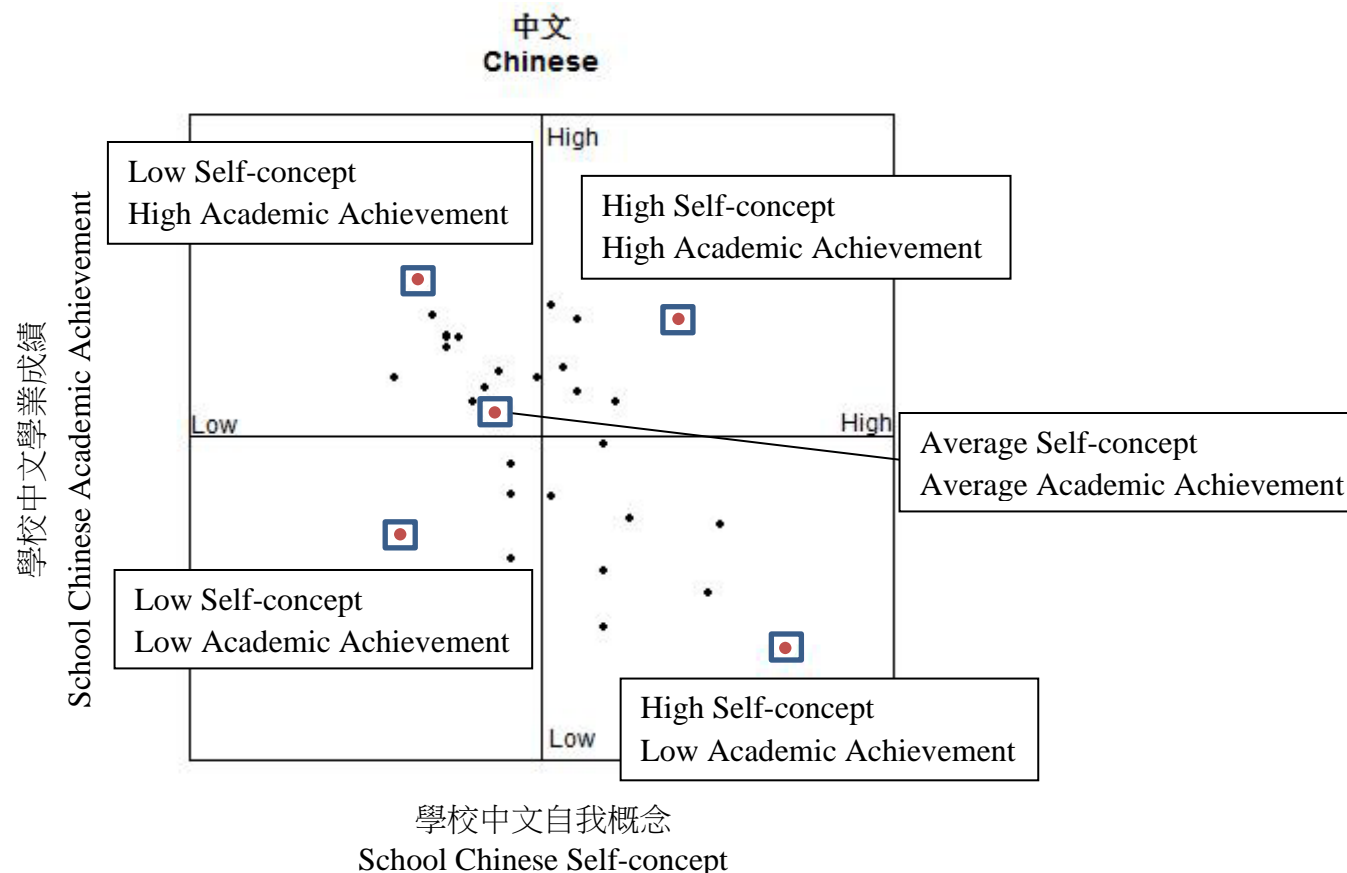 中文
Chinese
High
Low Self-concept
High Academic Achievement
High Self-concept
High Academic Achievement
學校中文學業成績
School Chinese Academic Achievement
Low
High
Average Self-concept
Average Academic Achievement
Low Self-concept
Low Academic Achievement
High Self-concept
Low Academic Achievement
Low
學校中文自我概念
School Chinese Self-concept